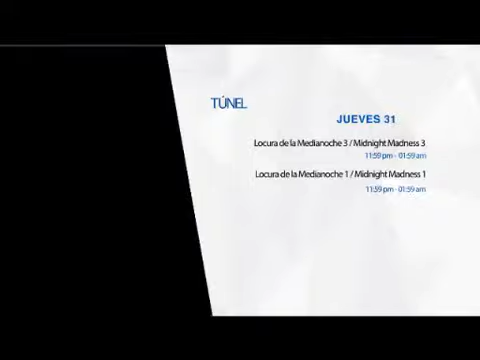 TÚNEL
JUEVES 31
Locura de la Medianoche 3 / Midnight Madness 3
11:59 pm - 01:59 am
Locura de la Medianoche 1 / Midnight Madness 1
11:59 pm - 01:59 am